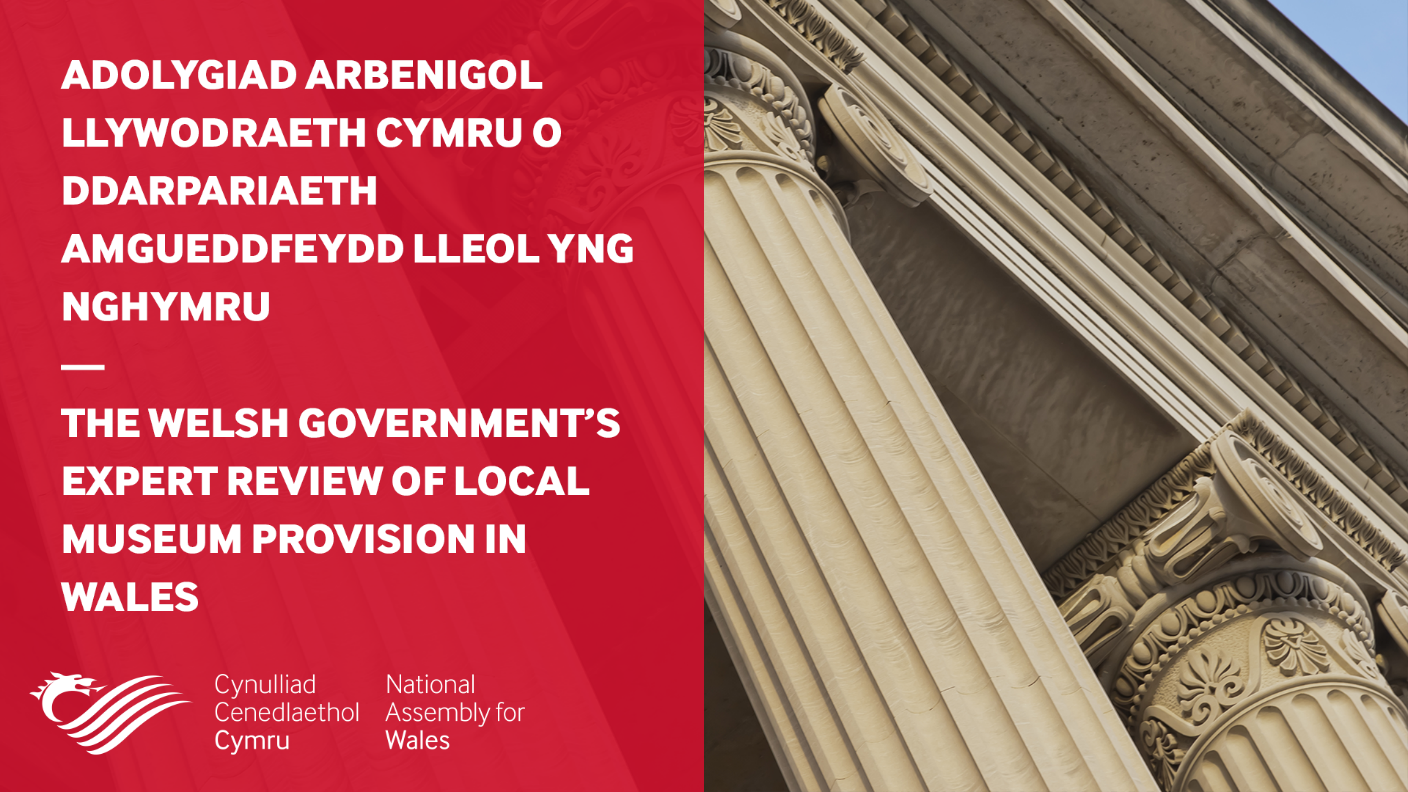 ADOLYGIAD ARBENIGOL
LLYWODRAETH CYMRU O
DDARPARIAETH
AMGUEDDFEYDD LLEOL YNG
NGHYMRU
—
THE WELSH GOVERNMENT’S
EXPERT REVIEW OF LOCAL
MUSEUM PROVISION IN
WALES
Cynulliad
Cenedlaethol
Cymru
National
Assembly for
Wales